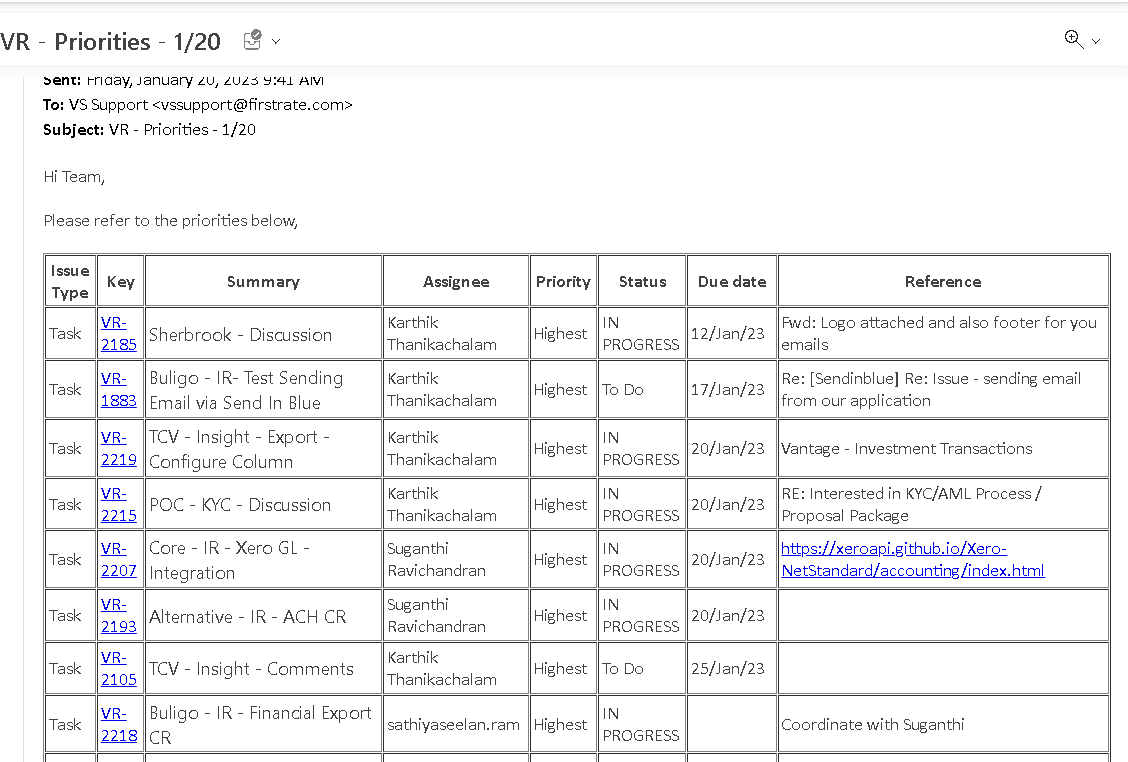 VR - Priorities - 1/20
Sent: Friday, January 20, 2023 9:41 AM
To: VS Support <vssupport@firstrate.com>
Subject: VR - Priorities - 1/20
Hi Team,
Please refer to the priorities below,
Issue Type Key Summary Assignee Priority Status Due date Reference
Task VR-2185 Sherbrook - Discussion Karthik Thanikachalam Highest IN PROGRESS 12/Jan/23 Fwd: Logo attached and also footer for you emails
Task VR-1883 Buligo - IR- Test Sending Email via Send In Blue Karthik Thanikachalam Highest To Do 17/Jan/23 Re: [Sendinblue] Re: Issue - sending email from our application
Task VR-2219 TCV - Insight - Export - Configure Column Karthik Thanikachalam Highest IN PROGRESS 20/Jan/23 Vantage - Investment Transactions
Task VR-2215 POC - KYC - Discussion Karthik Thanikachalam Highest IN PROGRESS 20/Jan/23 RE: Interested in KYC/AML Process / Proposal Package
Task VR-2207 Core - IR - Xero GL - Integration Suganthi Ravichandran Highest IN PROGRESS 20/Jan/23 https://xeroapi.github.io/Xero-NetStandard/accounting/index.html
Task VR-2193 Alternative - IR - ACH CR Suganthi Ravichandran Highest IN PROGRESS 20/Jan/23
Task VR-2105 TCV - Insight - Comments Karthik Thanikachalam Highest To Do 25/Jan/23
Task VR-2218 Buligo - IR - Financial Export CR sathiyaseelan.ram Highest IN PROGRESS Coordinate with Suganthi